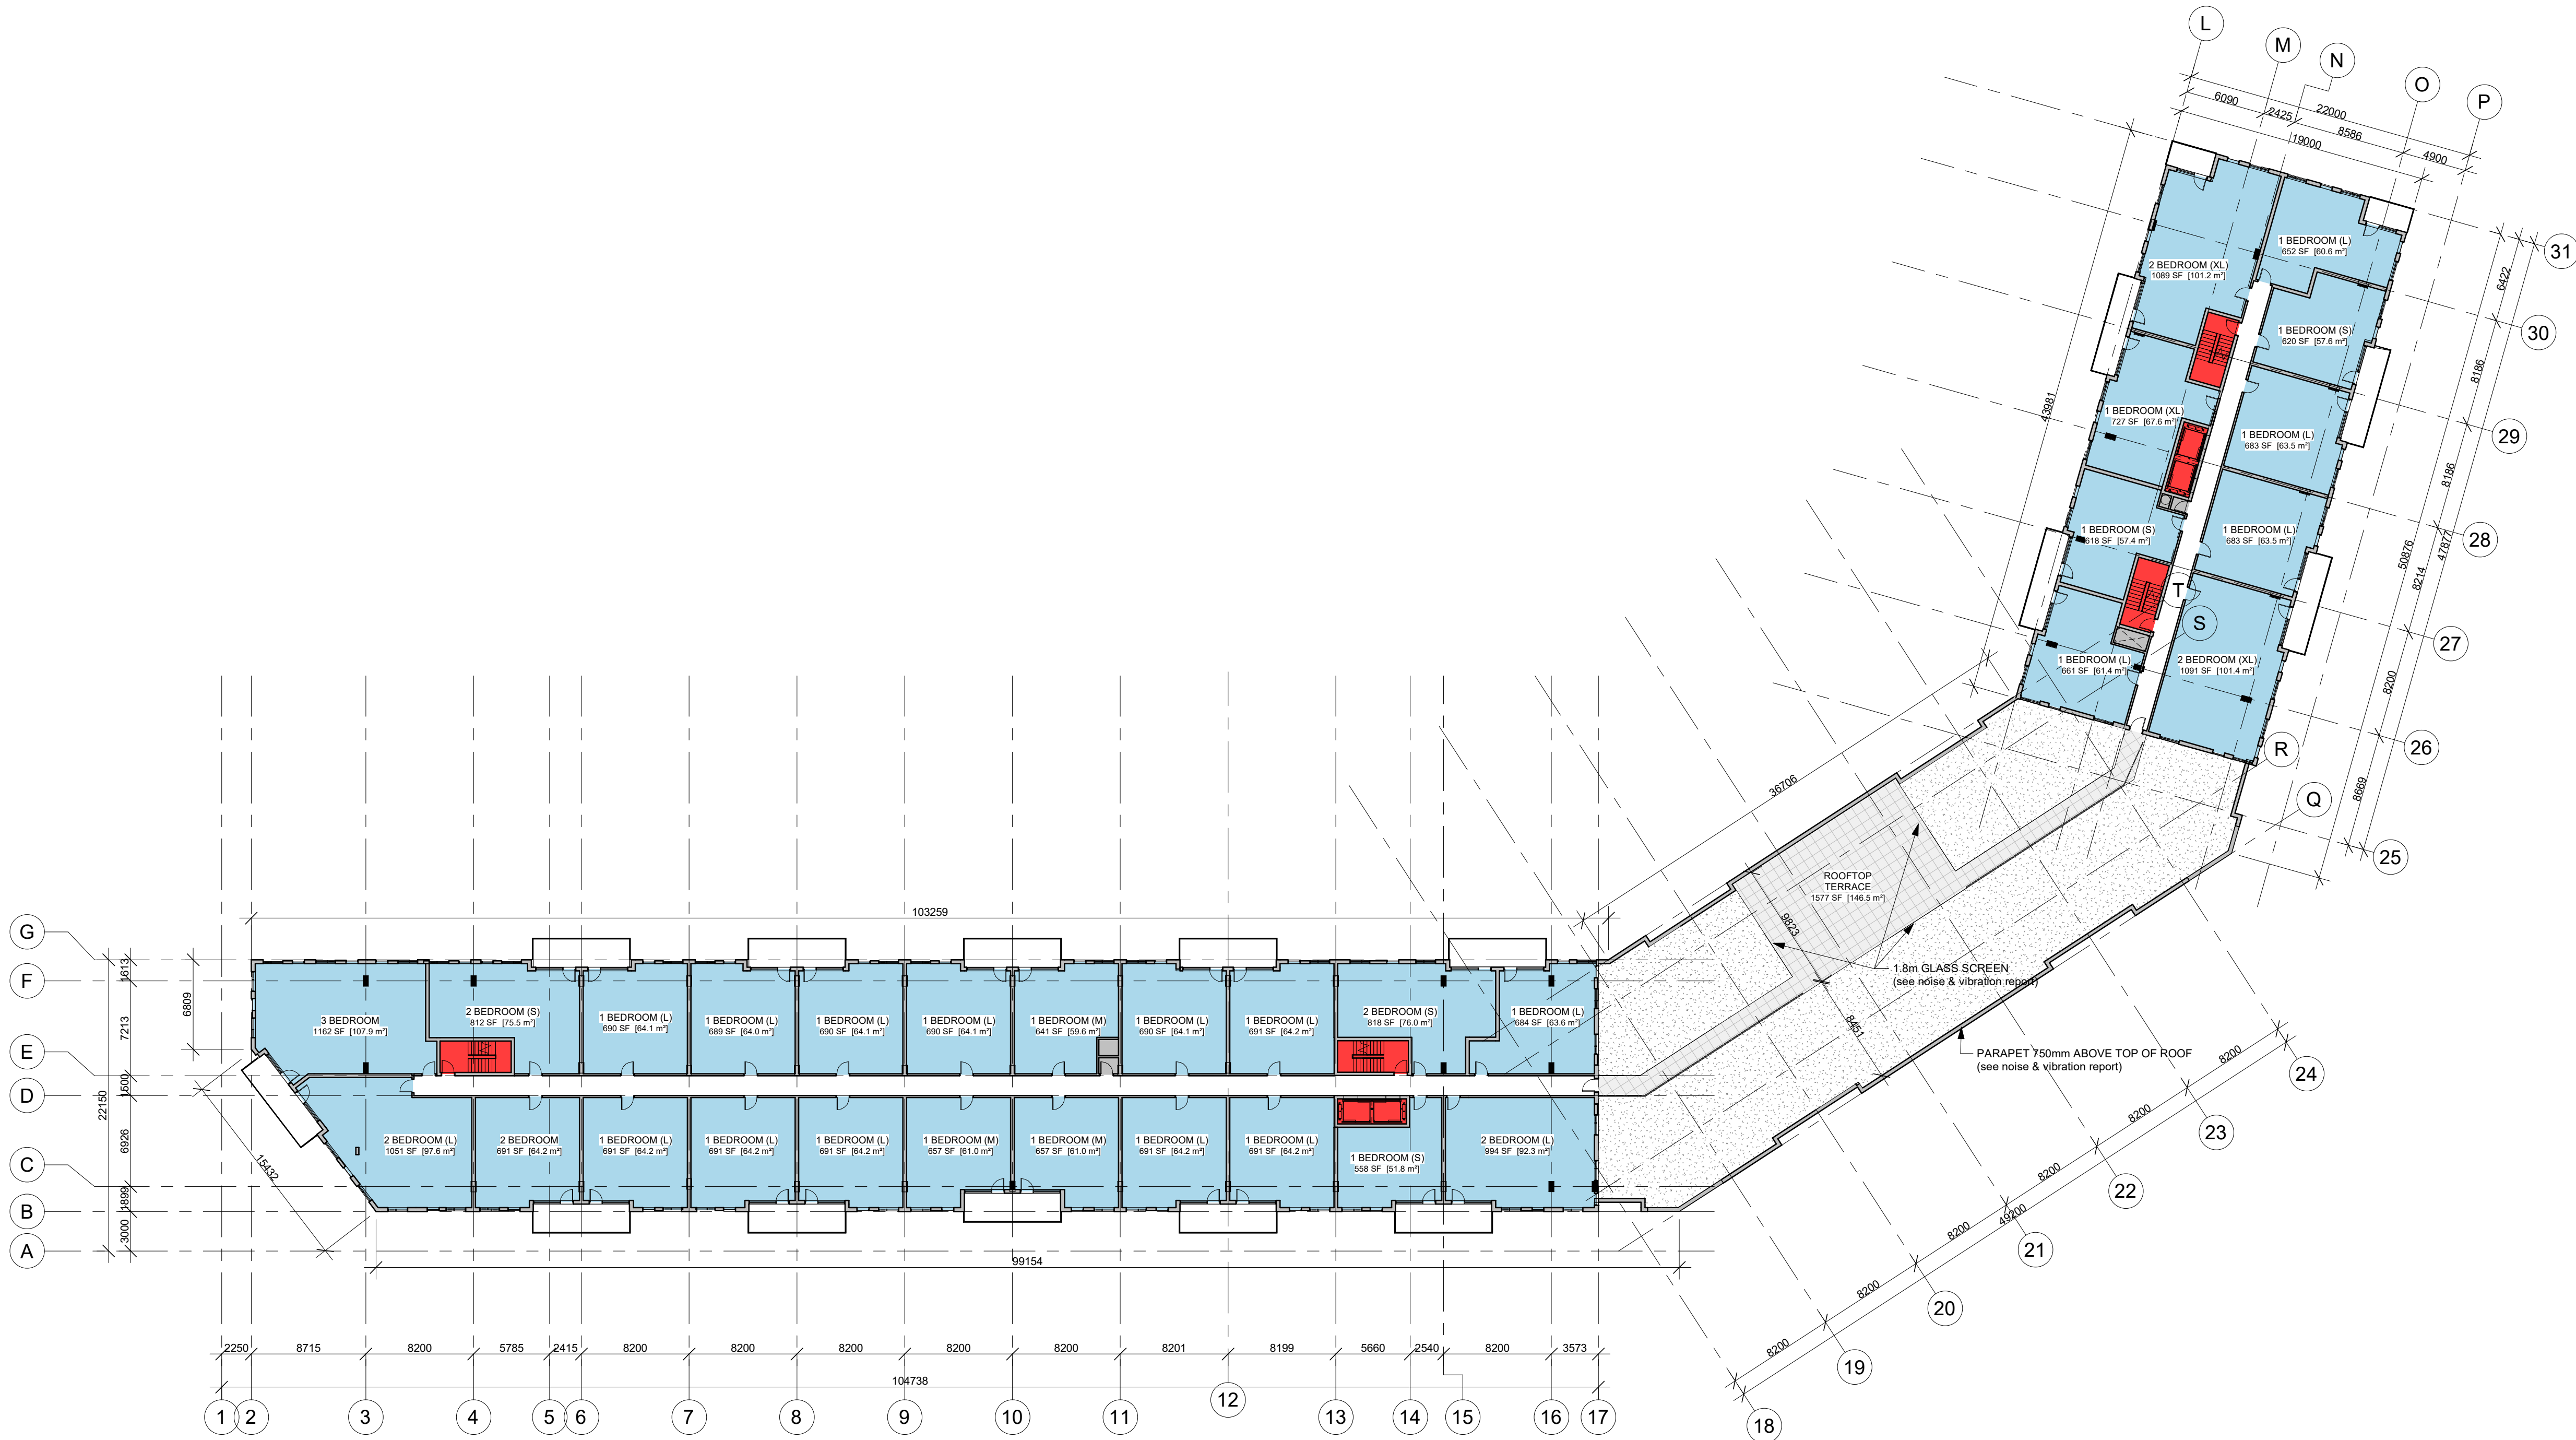 L
M
N
O
P
6090
2425
22000
8586
19000
4900
31
30
29
28
27
26
25
6422
8186
8186
8214
8200
8669
50876
47877
43981
2 BEDROOM (XL)
1089 SF [101.2 m²]
1 BEDROOM (L)
652 SF [60.6 m²]
1 BEDROOM (S)
620 SF [57.6 m²]
1 BEDROOM (XL)
727 SF [67.6 m²]
1 BEDROOM (L)
683 SF [63.5 m²]
1 BEDROOM (S)
618 SF [57.4 m²]
1 BEDROOM (L)
683 SF [63.5 m²]
T
S
1 BEDROOM (L)
661 SF [61.4 m²]
2 BEDROOM (XL)
1091 SF [101.4 m²]
R
Q
36706
ROOFTOP
TERRACE
1577 SF [146.5 m²]
9823
8451
1.8m GLASS SCREEN
(see noise & vibration report)
PARAPET 750mm ABOVE TOP OF ROOF
(see noise & vibration report)
G
F
E
D
C
B
A
1613
7213
1500
6926
1899
3000
22150
6809
15432
103259
3 BEDROOM
1162 SF [107.9 m²]
2 BEDROOM (S)
812 SF [75.5 m²]
1 BEDROOM (L)
690 SF [64.1 m²]
1 BEDROOM (L)
689 SF [64.0 m²]
1 BEDROOM (L)
690 SF [64.1 m²]
1 BEDROOM (L)
690 SF [64.1 m²]
1 BEDROOM (M)
641 SF [59.6 m²]
1 BEDROOM (L)
690 SF [64.1 m²]
1 BEDROOM (L)
691 SF [64.2 m²]
2 BEDROOM (S)
818 SF [76.0 m²]
1 BEDROOM (L)
684 SF [63.6 m²]
2 BEDROOM (L)
1051 SF [97.6 m²]
2 BEDROOM
691 SF [64.2 m²]
1 BEDROOM (L)
691 SF [64.2 m²]
1 BEDROOM (L)
691 SF [64.2 m²]
1 BEDROOM (L)
691 SF [64.2 m²]
1 BEDROOM (M)
657 SF [61.0 m²]
1 BEDROOM (M)
657 SF [61.0 m²]
1 BEDROOM (L)
691 SF [64.2 m²]
1 BEDROOM (L)
691 SF [64.2 m²]
1 BEDROOM (S)
558 SF [51.8 m²]
2 BEDROOM (L)
994 SF [92.3 m²]
99154
2250
8715
8200
5785
2415
8200
8200
8200
8200
8200
8201
8199
5660
2540
8200
3573
104738
1
2
3
4
5
6
7
8
9
10
11
12
13
14
15
16
17
8200
8200
8200
8200
8200
8200
49200
18
19
20
21
22
23
24